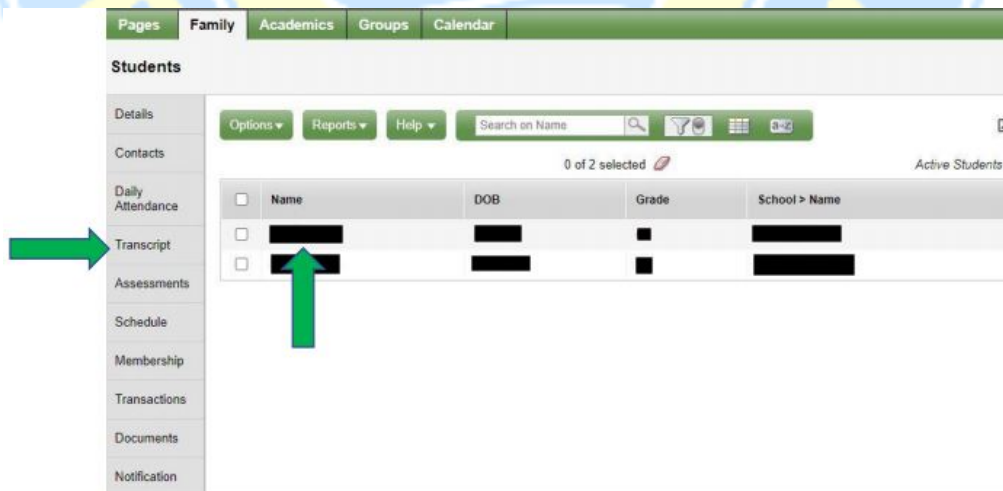 Pages Family Academics Groups Calendar
Students
Details
Contacts
Daily
Attendance
Transcript
Assessments
Schedule
Membership
Transactions
Documents
Notification
Options Reports Help Search on Name a-z
0 of 2 selected Active Students
Name DOB Grade School > Name